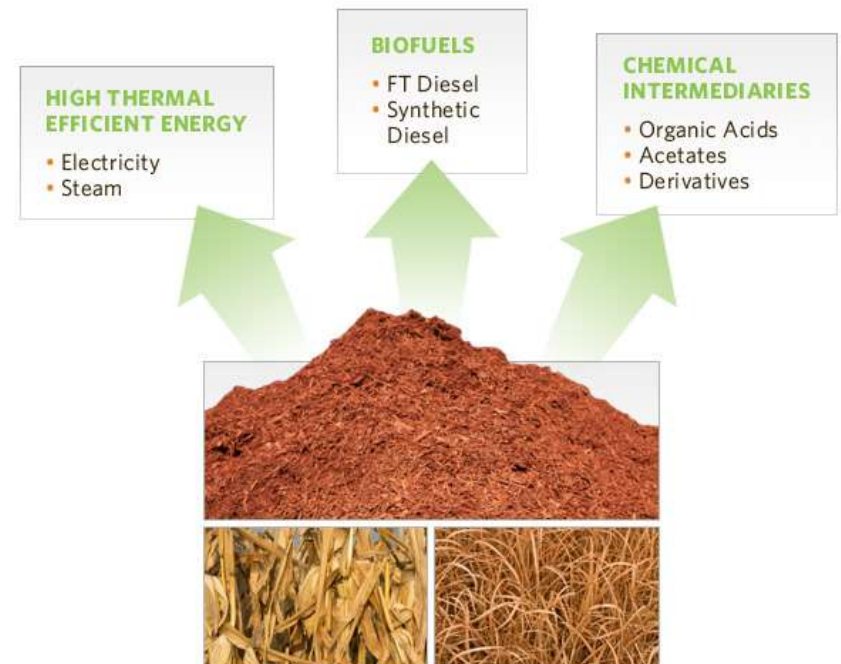 HIGH THERMAL
EFFICIENT ENERGY
• Electricity
• Steam
BIOFUELS
• FT Diesel
• Synthetic
Diesel
CHEMICAL
INTERMEDIARIES
• Organic Acids
• Acetates
• Derivatives